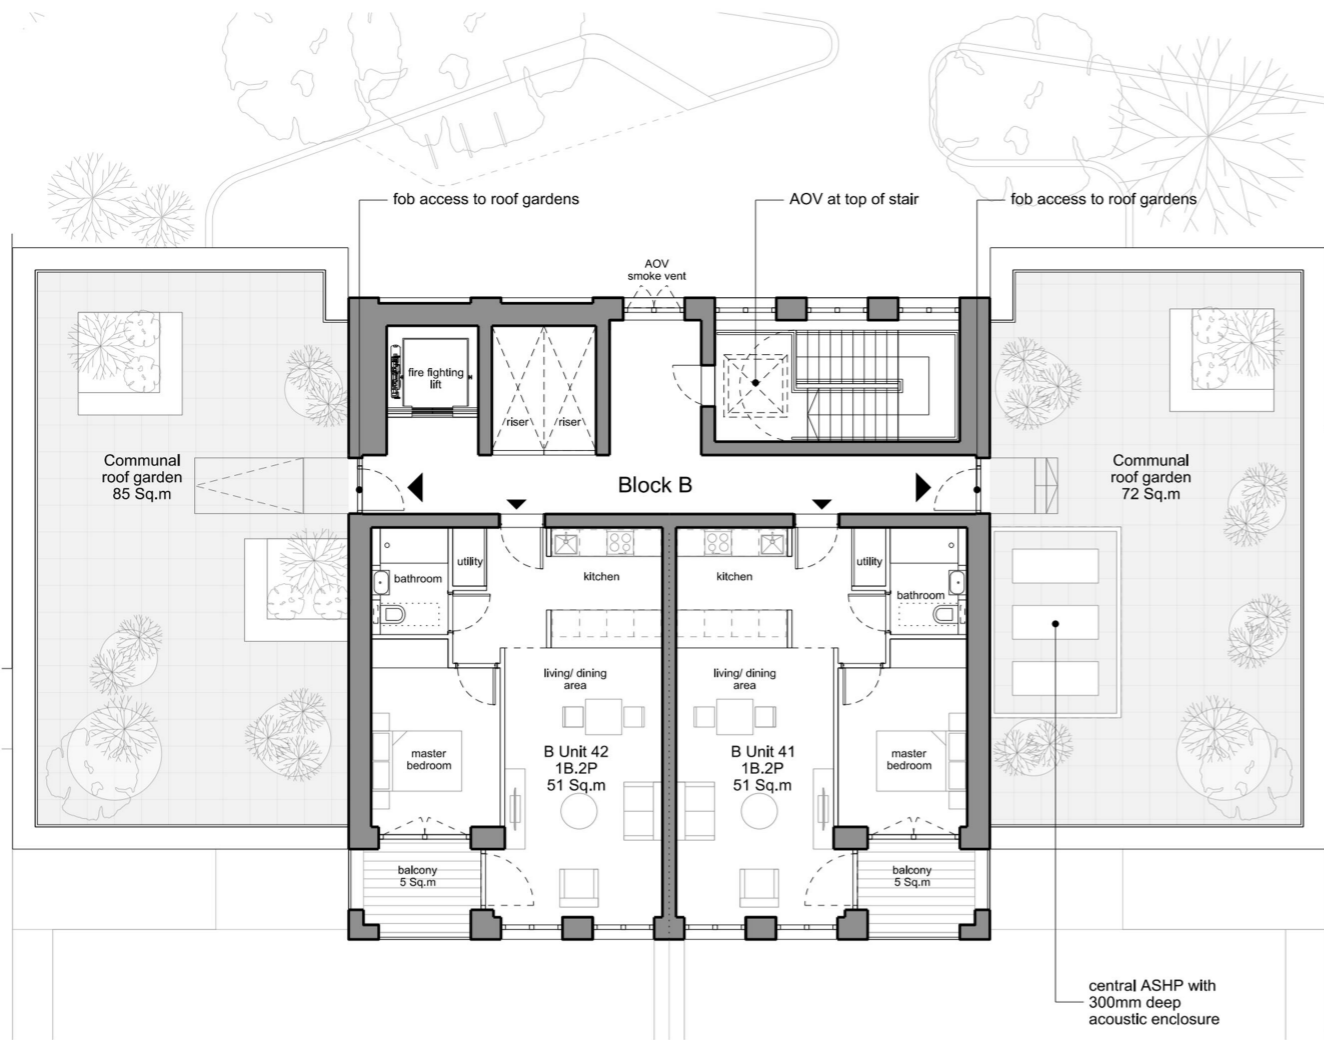 fob access to roof gardens
AOV at top of stair
fob access to roof gardens
AOV
smoke vent
fire fighting
lift
riser
riser
Communal
roof garden
85 Sq.m
Block B
Communal
roof garden
72 Sq.m
bathroom
utility
kitchen
kitchen
utility
bathroom
living/ dining
area
living/ dining
area
master
bedroom
B Unit 42
1B.2P
51 Sq.m
B Unit 41
1B.2P
51 Sq.m
master
bedroom
balcony
5 Sq.m
balcony
5 Sq.m
central ASHP with
300mm deep
acoustic enclosure